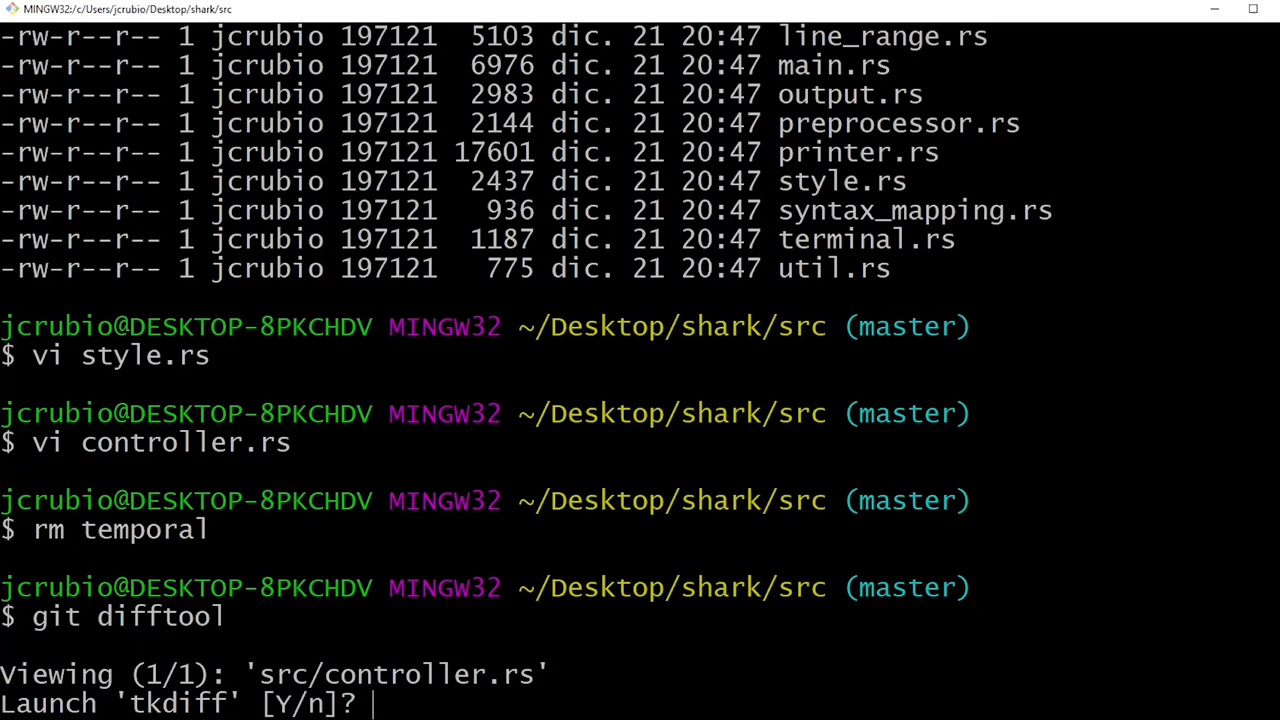 MINGW32:/c/Users/jcrubio/Desktop/shark/src
-rw-r--r-- 1 jcrubio 197121  5103 dic. 21 20:47 line_range.rs
-rw-r--r-- 1 jcrubio 197121  6976 dic. 21 20:47 main.rs
-rw-r--r-- 1 jcrubio 197121  2983 dic. 21 20:47 output.rs
-rw-r--r-- 1 jcrubio 197121  2144 dic. 21 20:47 preprocessor.rs
-rw-r--r-- 1 jcrubio 197121 17601 dic. 21 20:47 printer.rs
-rw-r--r-- 1 jcrubio 197121  2437 dic. 21 20:47 style.rs
-rw-r--r-- 1 jcrubio 197121   936 dic. 21 20:47 syntax_mapping.rs
-rw-r--r-- 1 jcrubio 197121  1187 dic. 21 20:47 terminal.rs
-rw-r--r-- 1 jcrubio 197121   775 dic. 21 20:47 util.rs
jcrubio@DESKTOP-8PKCHDV MINGW32 ~/Desktop/shark/src (master)
$ vi style.rs
jcrubio@DESKTOP-8PKCHDV MINGW32 ~/Desktop/shark/src (master)
$ vi controller.rs
jcrubio@DESKTOP-8PKCHDV MINGW32 ~/Desktop/shark/src (master)
$ rm temporal
jcrubio@DESKTOP-8PKCHDV MINGW32 ~/Desktop/shark/src (master)
$ git difftool
Viewing (1/1): 'src/controller.rs'
Launch 'tkdiff' [Y/n]?